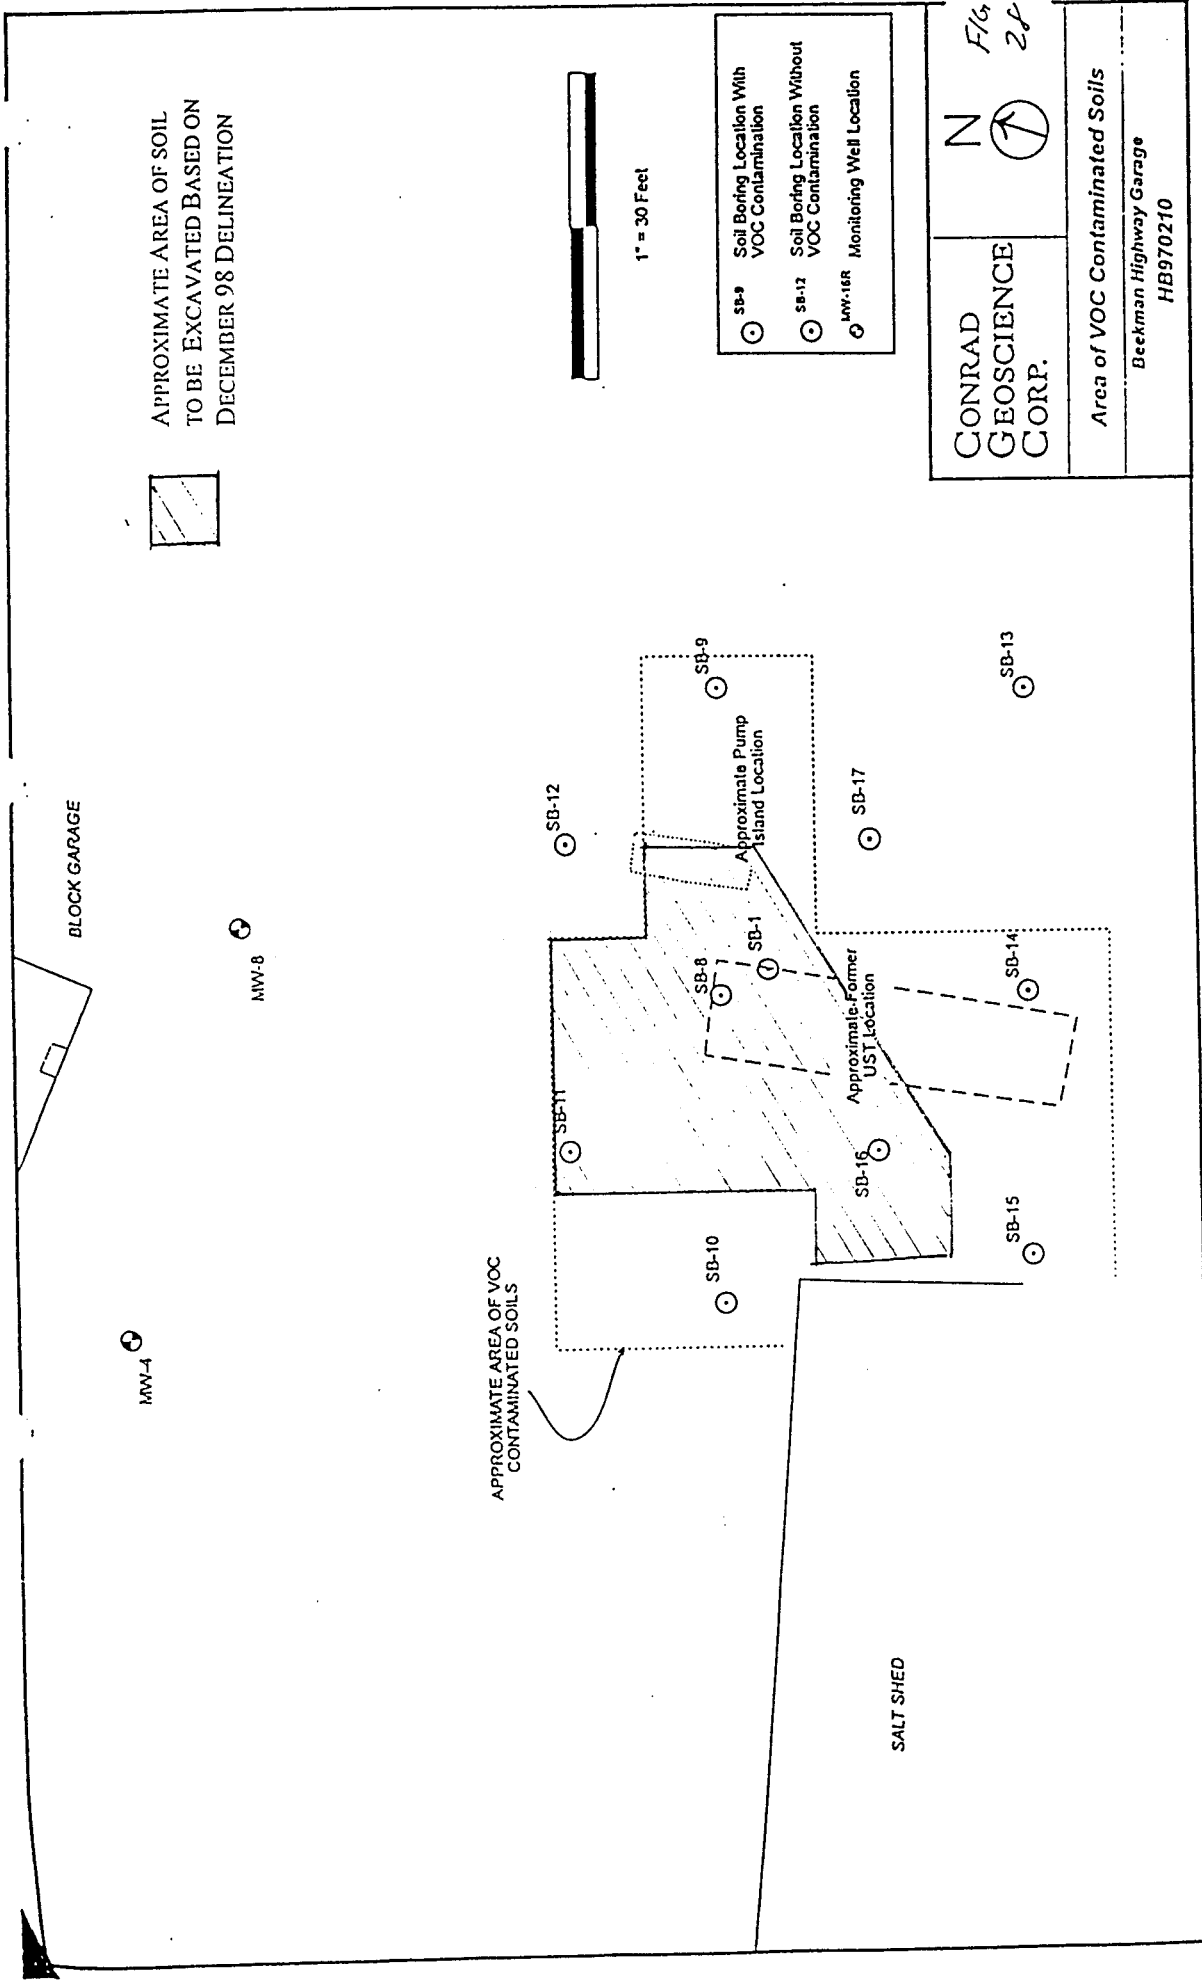 APPROXIMATE AREA OF SOIL
TO BE EXCAVATED BASED ON
DECEMBER 98 DELINEATION
BLOCK GARAGE
MW-4
MW-8
1" = 30 Feet
APPROXIMATE AREA OF VOC
CONTAMINATED SOILS
SB-11
SB-12
SB-10
SB-8
SB-1
SB-9
Approximate Pump
Island Location
SB-16
Approximate Former
UST Location
SB-17
SB-15
SB-14
SB-13
SALT SHED
SB-9 Soil Boring Location With
VOC Contamination
SB-12 Soil Boring Location Without
VOC Contamination
MW-16R Monitoring Well Location
CONRAD
GEOSCIENCE
CORP.
N
FIG
28
Area of VOC Contaminated Soils
Beekman Highway Garage
HB970210